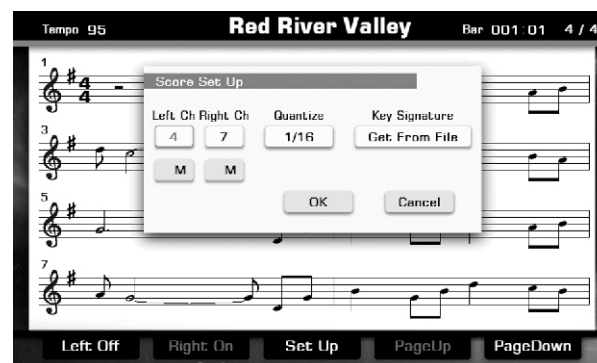 Tempo 95 Red River Valley Bar 001:01 4/4
1
4
4
Score Set Up
Left Ch Right Ch Quantize Key Signature
4 7 1/16 Get From File
3
M M
5
OK Cancel
7
Left Off Right On Set Up PageUp PageDown